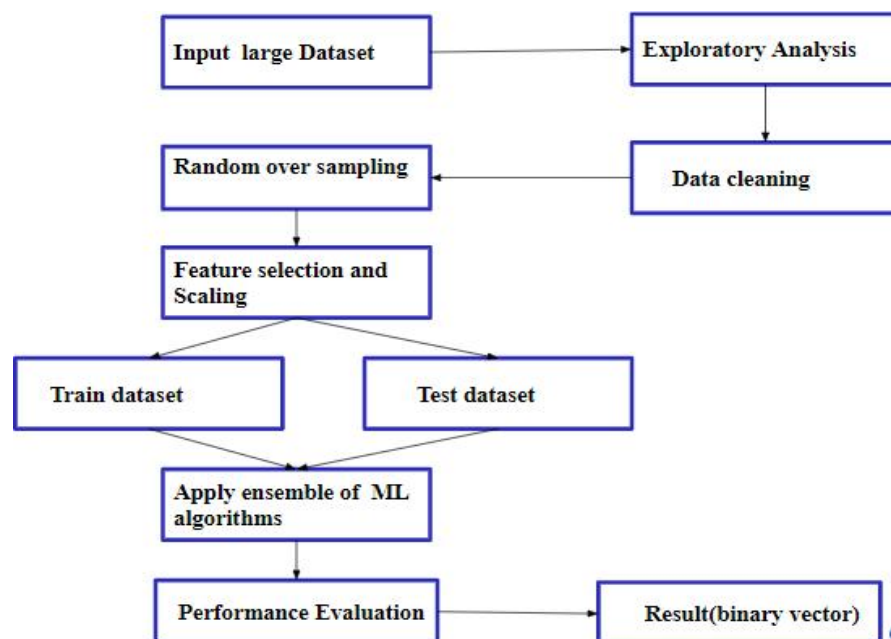 Input large Dataset
Exploratory Analysis
Random over sampling
Data cleaning
Feature selection and
Scaling
Train dataset
Test dataset
Apply ensemble of ML
algorithms
Performance Evaluation
Result(binary vector)